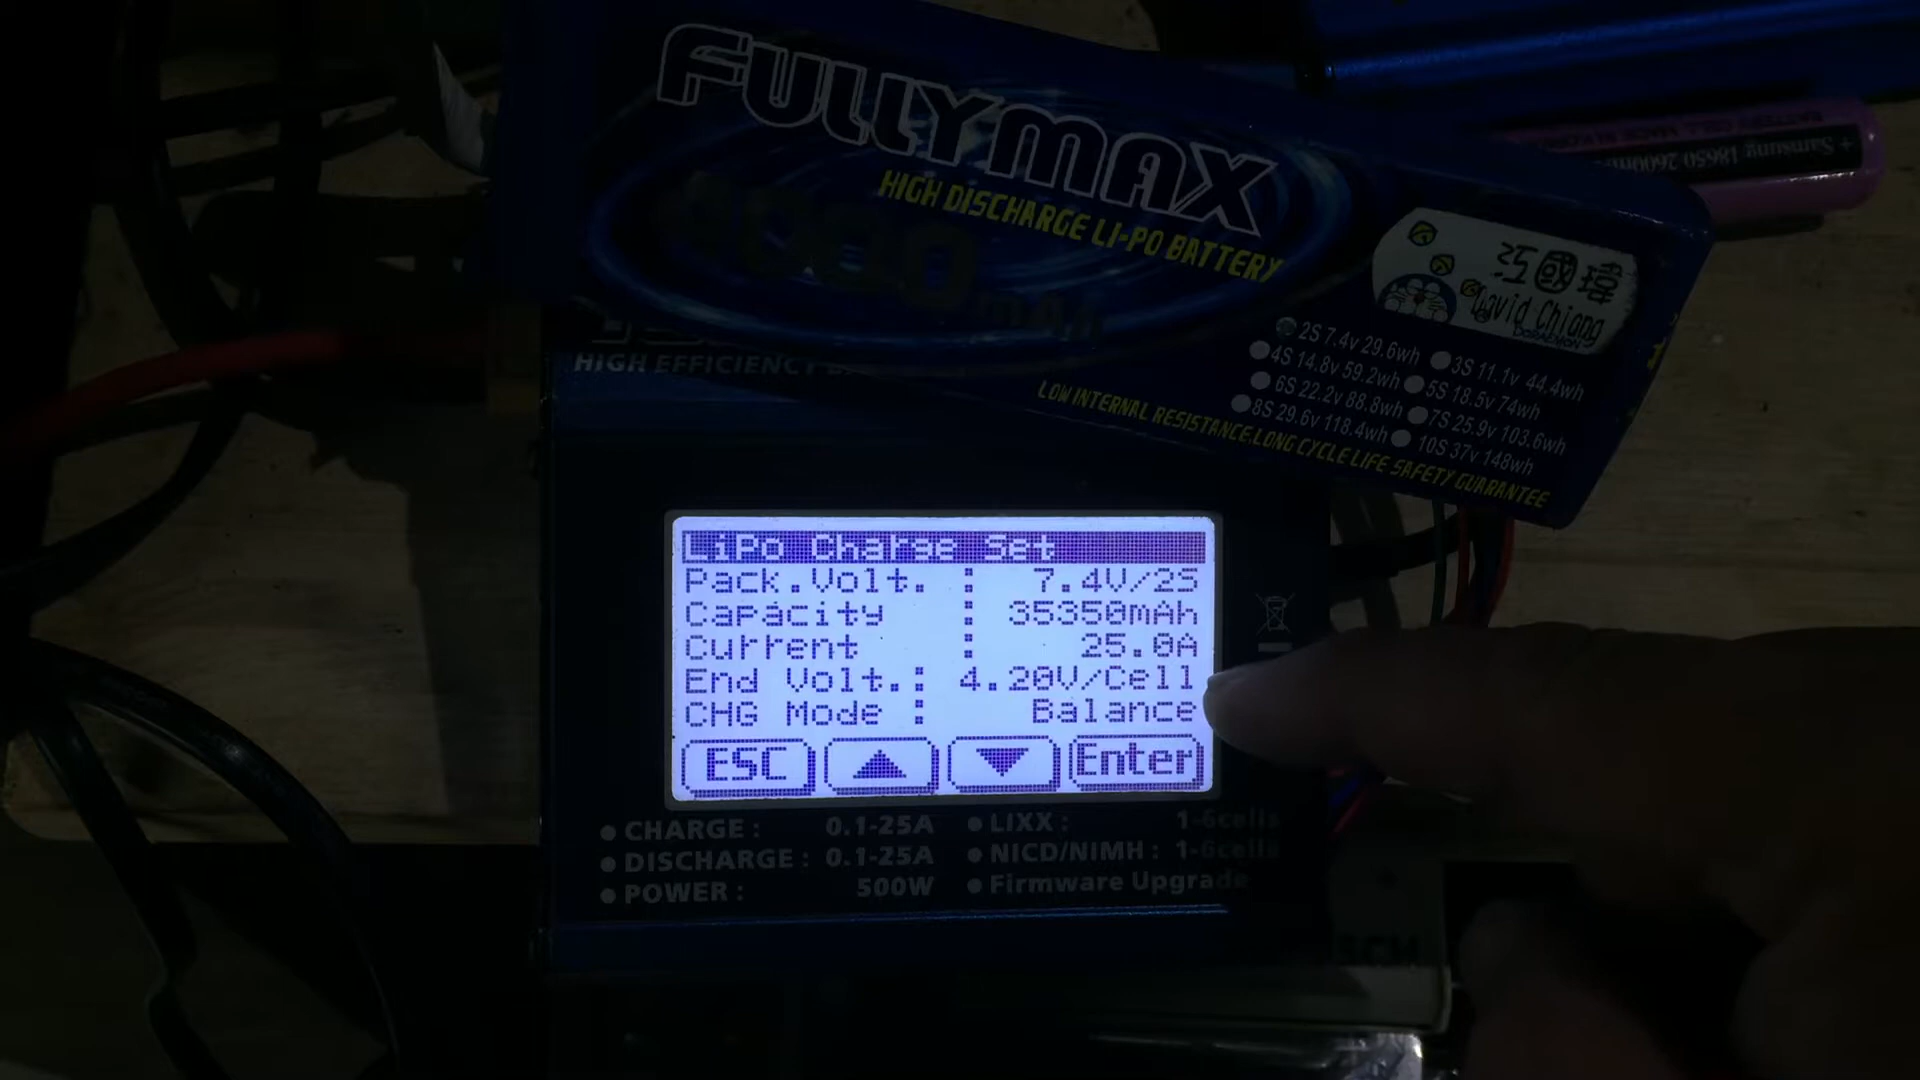 FULLYMAX
HIGH DISCHARGE LI-PO BATTERY
mAh
+ Samsung 18650 2600m
國瑋
David Chiang
DORAEMON
2S 7.4v 29.6wh
3S 11.1v 44.4wh
4S 14.8v 59.2wh
5S 18.5v 74wh
6S 22.2v 88.8wh
7S 25.9v 103.6wh
8S 29.6v 118.4wh
10S 37v 148wh
LOW INTERNAL RESISTANCE,LONG CYCLE LIFE SAFETY GUARANTEE
HIGH EFFICIENCY
LiPo Charge Set
Pack.Volt. : 7.4V/2S
Capacity : 35350mAh
Current : 25.0A
End Volt.: 4.20V/Cell
CHG Mode : Balance
ESC ▲ ▼ Enter
CHARGE : 0.1-25A
LIXX : 1-6cells
DISCHARGE : 0.1-25A
NICD/NIMH : 1-6cells
POWER : 500W
Firmware Upgrade